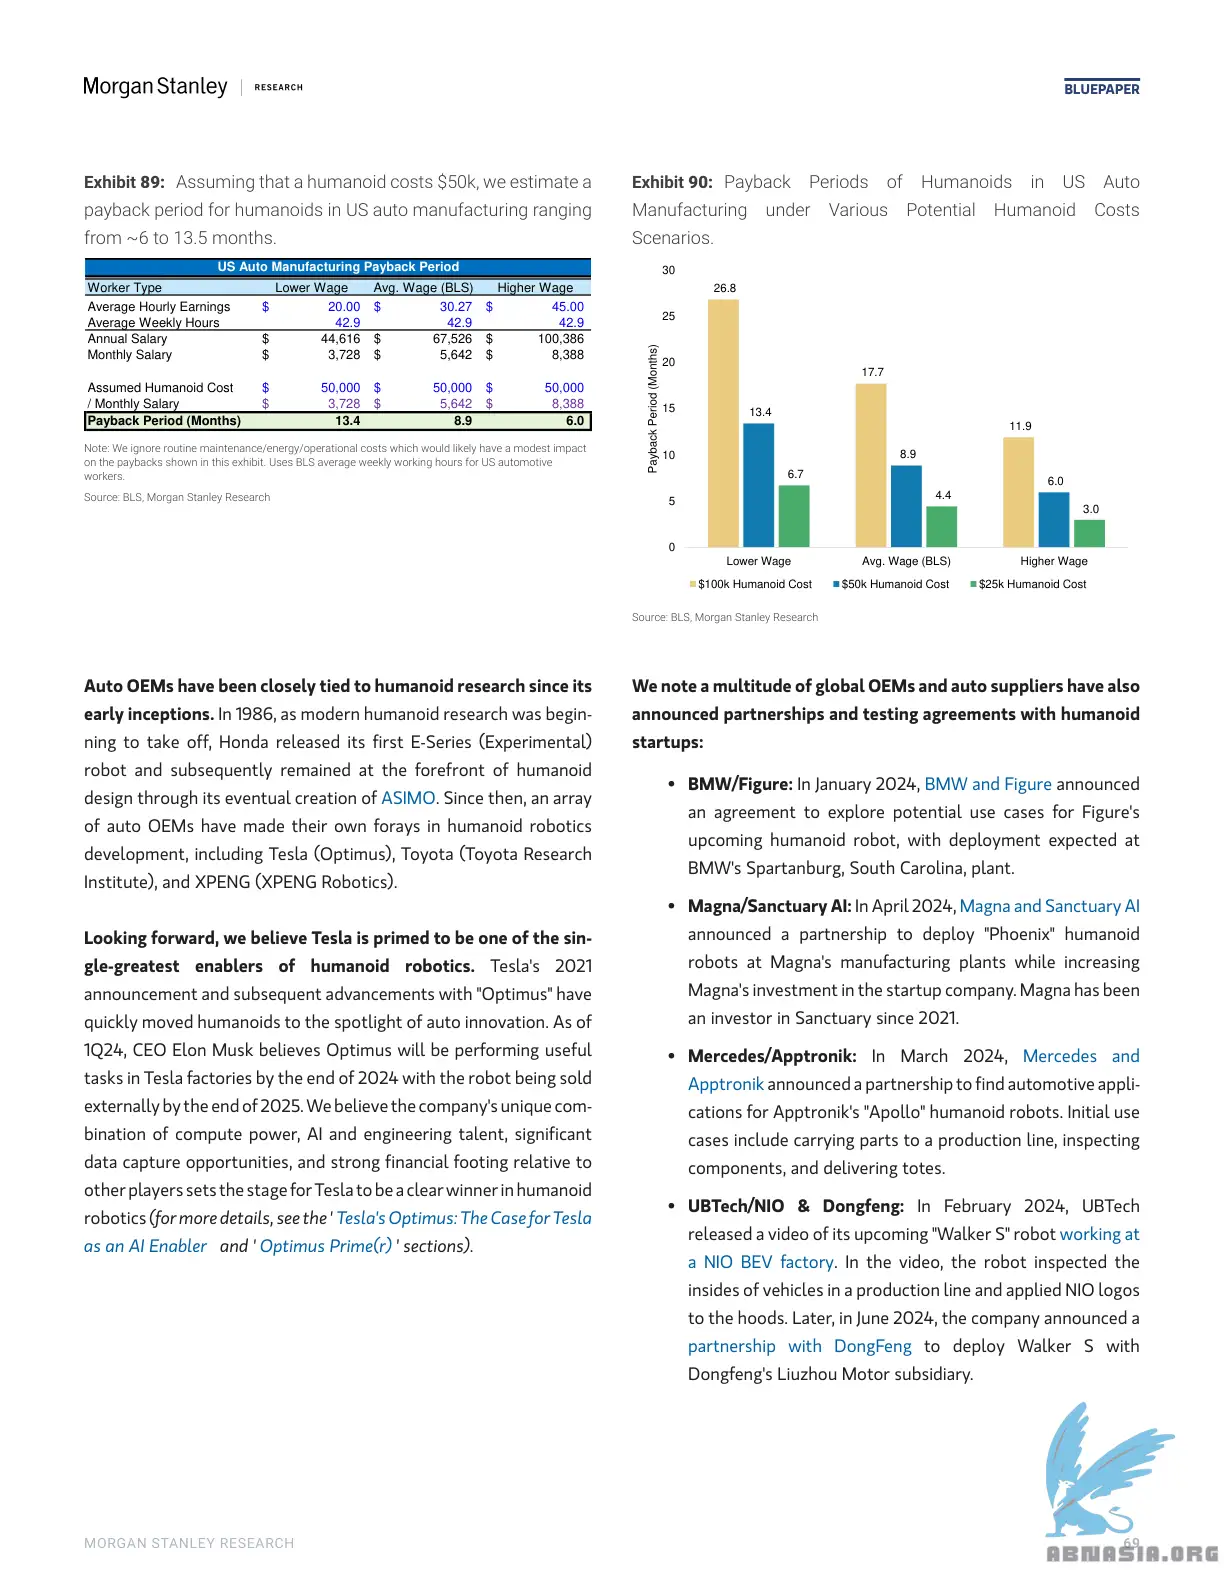 Morgan Stanley | RESEARCH
BLUEPAPER
Exhibit 89: Assuming that a humanoid costs $50k, we estimate a
payback period for humanoids in US auto manufacturing ranging
from ~6 to 13.5 months.
US Auto Manufacturing Payback Period
Worker Type Lower Wage Avg. Wage (BLS) Higher Wage
Average Hourly Earnings $ 20.00 $ 30.27 $ 45.00
Average Weekly Hours 42.9 42.9 42.9
Annual Salary $ 44,616 $ 67,526 $ 100,386
Monthly Salary $ 3,728 $ 5,642 $ 8,388
Assumed Humanoid Cost $ 50,000 $ 50,000 $ 50,000
/ Monthly Salary $ 3,728 $ 5,642 $ 8,388
Payback Period (Months) 13.4 8.9 6.0
Note: We ignore routine maintenance/energy/operational costs which would likely have a modest impact
on the paybacks shown in this exhibit. Uses BLS average weekly working hours for US automotive
workers.
Source: BLS, Morgan Stanley Research
Exhibit 90: Payback Periods of Humanoids in US Auto
Manufacturing under Various Potential Humanoid Costs
Scenarios.
Payback Period (Months)
30
25
20
15
10
5
0
26.8
13.4
6.7
17.7
8.9
4.4
11.9
6.0
3.0
Lower Wage Avg. Wage (BLS) Higher Wage
$100k Humanoid Cost $50k Humanoid Cost $25k Humanoid Cost
Source: BLS, Morgan Stanley Research
Auto OEMs have been closely tied to humanoid research since its
early inceptions. In 1986, as modern humanoid research was begin-
ning to take off, Honda released its first E-Series (Experimental)
robot and subsequently remained at the forefront of humanoid
design through its eventual creation of ASIMO. Since then, an array
of auto OEMs have made their own forays in humanoid robotics
development, including Tesla (Optimus), Toyota (Toyota Research
Institute), and XPENG (XPENG Robotics).
Looking forward, we believe Tesla is primed to be one of the sin-
gle-greatest enablers of humanoid robotics. Tesla's 2021
announcement and subsequent advancements with "Optimus" have
quickly moved humanoids to the spotlight of auto innovation. As of
1Q24, CEO Elon Musk believes Optimus will be performing useful
tasks in Tesla factories by the end of 2024 with the robot being sold
externally by the end of 2025. We believe the company's unique com-
bination of compute power, AI and engineering talent, significant
data capture opportunities, and strong financial footing relative to
other players sets the stage for Tesla to be a clear winner in humanoid
robotics (for more details, see the ' Tesla's Optimus: The Case for Tesla
as an AI Enabler and ' Optimus Prime(r) ' sections).
We note a multitude of global OEMs and auto suppliers have also
announced partnerships and testing agreements with humanoid
startups:
• BMW/Figure: In January 2024, BMW and Figure announced
an agreement to explore potential use cases for Figure's
upcoming humanoid robot, with deployment expected at
BMW's Spartanburg, South Carolina, plant.
• Magna/Sanctuary AI: In April 2024, Magna and Sanctuary AI
announced a partnership to deploy "Phoenix" humanoid
robots at Magna's manufacturing plants while increasing
Magna's investment in the startup company. Magna has been
an investor in Sanctuary since 2021.
• Mercedes/Apptronik: In March 2024, Mercedes and
Apptronik announced a partnership to find automotive appli-
cations for Apptronik's "Apollo" humanoid robots. Initial use
cases include carrying parts to a production line, inspecting
components, and delivering totes.
• UBTech/NIO & Dongfeng: In February 2024, UBTech
released a video of its upcoming "Walker S" robot working at
a NIO BEV factory. In the video, the robot inspected the
insides of vehicles in a production line and applied NIO logos
to the hoods. Later, in June 2024, the company announced a
partnership with DongFeng to deploy Walker S with
Dongfeng's Liuzhou Motor subsidiary.
MORGAN STANLEY RESEARCH
69
ABNASIA.ORG